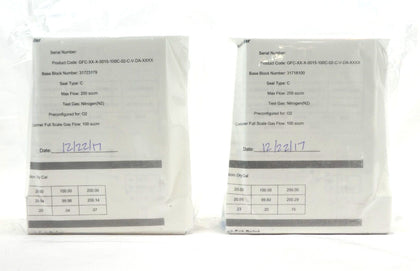 Serial Number:
Product Code: GFC-XX-X-0015-100C-02-C-V-DA-XXXX
Base Block Number: 31723179
Seal Type: C
Max Flow: 200 sccm
Test Gas: Nitrogen(N2)
Preconfigured for: O2
Full Scale Gas Flow: 100 sccm
Date: 12/22/17
20.00 100.00 200.00
99.98 200.14
20 .04 .07
Serial Number:
Product Code: GFC-XX-X-0015-100C-02-C-V-DA-XXXX
Base Block Number: 31718100
Seal Type: C
Max Flow: 200 sccm
Test Gas: Nitrogen(N2)
Preconfigured for: O2
Full Scale Gas Flow: 100 sccm
Date: 12/22/17
20.00 100.00 200.00
20.05 99.80 200.29
.23 .20 .15